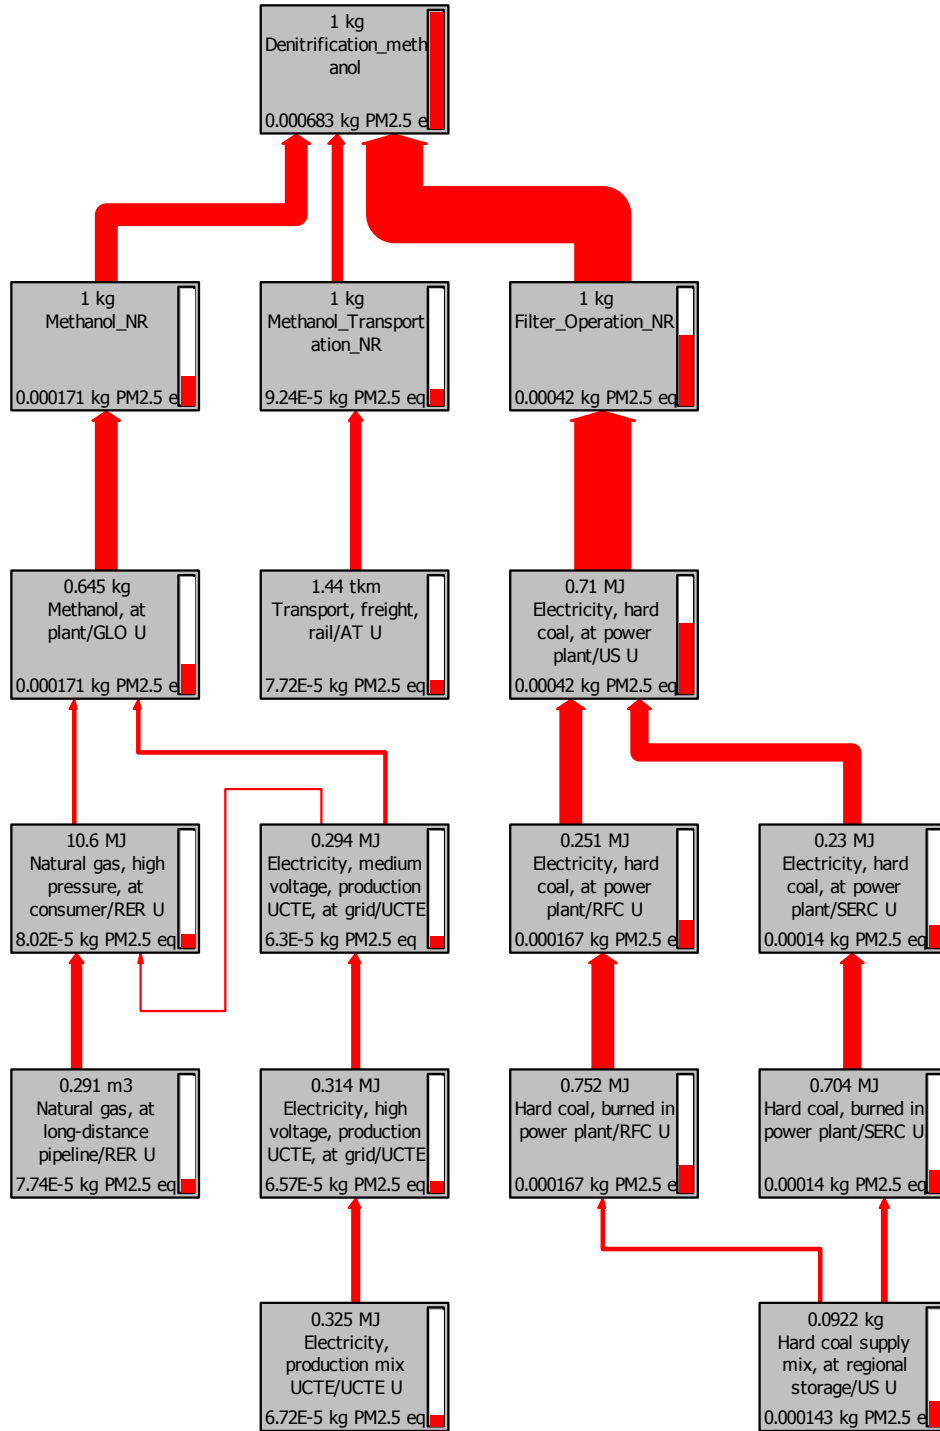 1 kg
Denitrification_meth
anol
0.000683 kg PM2.5 e
1 kg
Methanol_NR
0.000171 kg PM2.5 e
1 kg
Methanol_Transport
ation_NR
9.24E-5 kg PM2.5 eq
1 kg
Filter_Operation_NR
0.00042 kg PM2.5 eq
0.645 kg
Methanol, at
plant/GLO U
0.000171 kg PM2.5 e
1.44 tkm
Transport, freight,
rail/AT U
7.72E-5 kg PM2.5 eq
0.71 MJ
Electricity, hard
coal, at power
plant/US U
0.00042 kg PM2.5 eq
10.6 MJ
Natural gas, high
pressure, at
consumer/RER U
8.02E-5 kg PM2.5 eq
0.294 MJ
Electricity, medium
voltage, production
UCTE, at grid/UCTE
6.3E-5 kg PM2.5 eq
0.251 MJ
Electricity, hard
coal, at power
plant/RFC U
0.000167 kg PM2.5 e
0.23 MJ
Electricity, hard
coal, at power
plant/SERC U
0.00014 kg PM2.5 eq
0.291 m3
Natural gas, at
long-distance
pipeline/RER U
7.74E-5 kg PM2.5 eq
0.314 MJ
Electricity, high
voltage, production
UCTE, at grid/UCTE
6.57E-5 kg PM2.5 eq
0.752 MJ
Hard coal, burned in
power plant/RFC U
0.000167 kg PM2.5 e
0.704 MJ
Hard coal, burned in
power plant/SERC U
0.00014 kg PM2.5 eq
0.325 MJ
Electricity,
production mix
UCTE/UCTE U
6.72E-5 kg PM2.5 eq
0.0922 kg
Hard coal supply
mix, at regional
storage/US U
0.000143 kg PM2.5 e